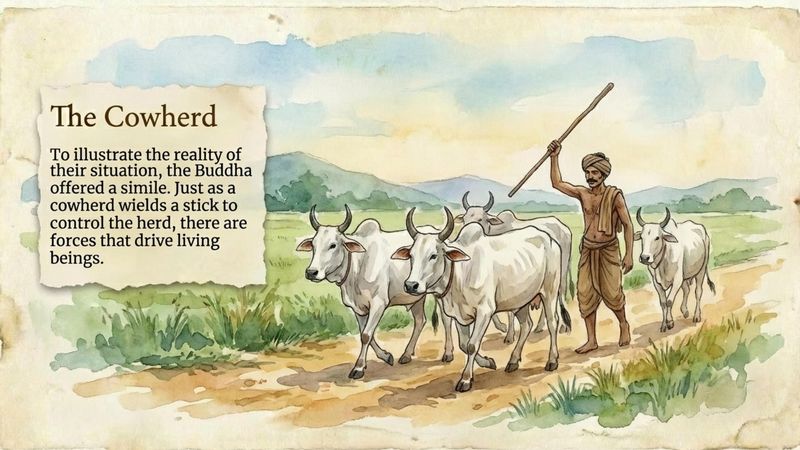 The Cowherd
To illustrate the reality of
their situation, the Buddha
offered a simile. Just as a
cowherd wields a stick to
control the herd, there are
forces that drive living
beings.